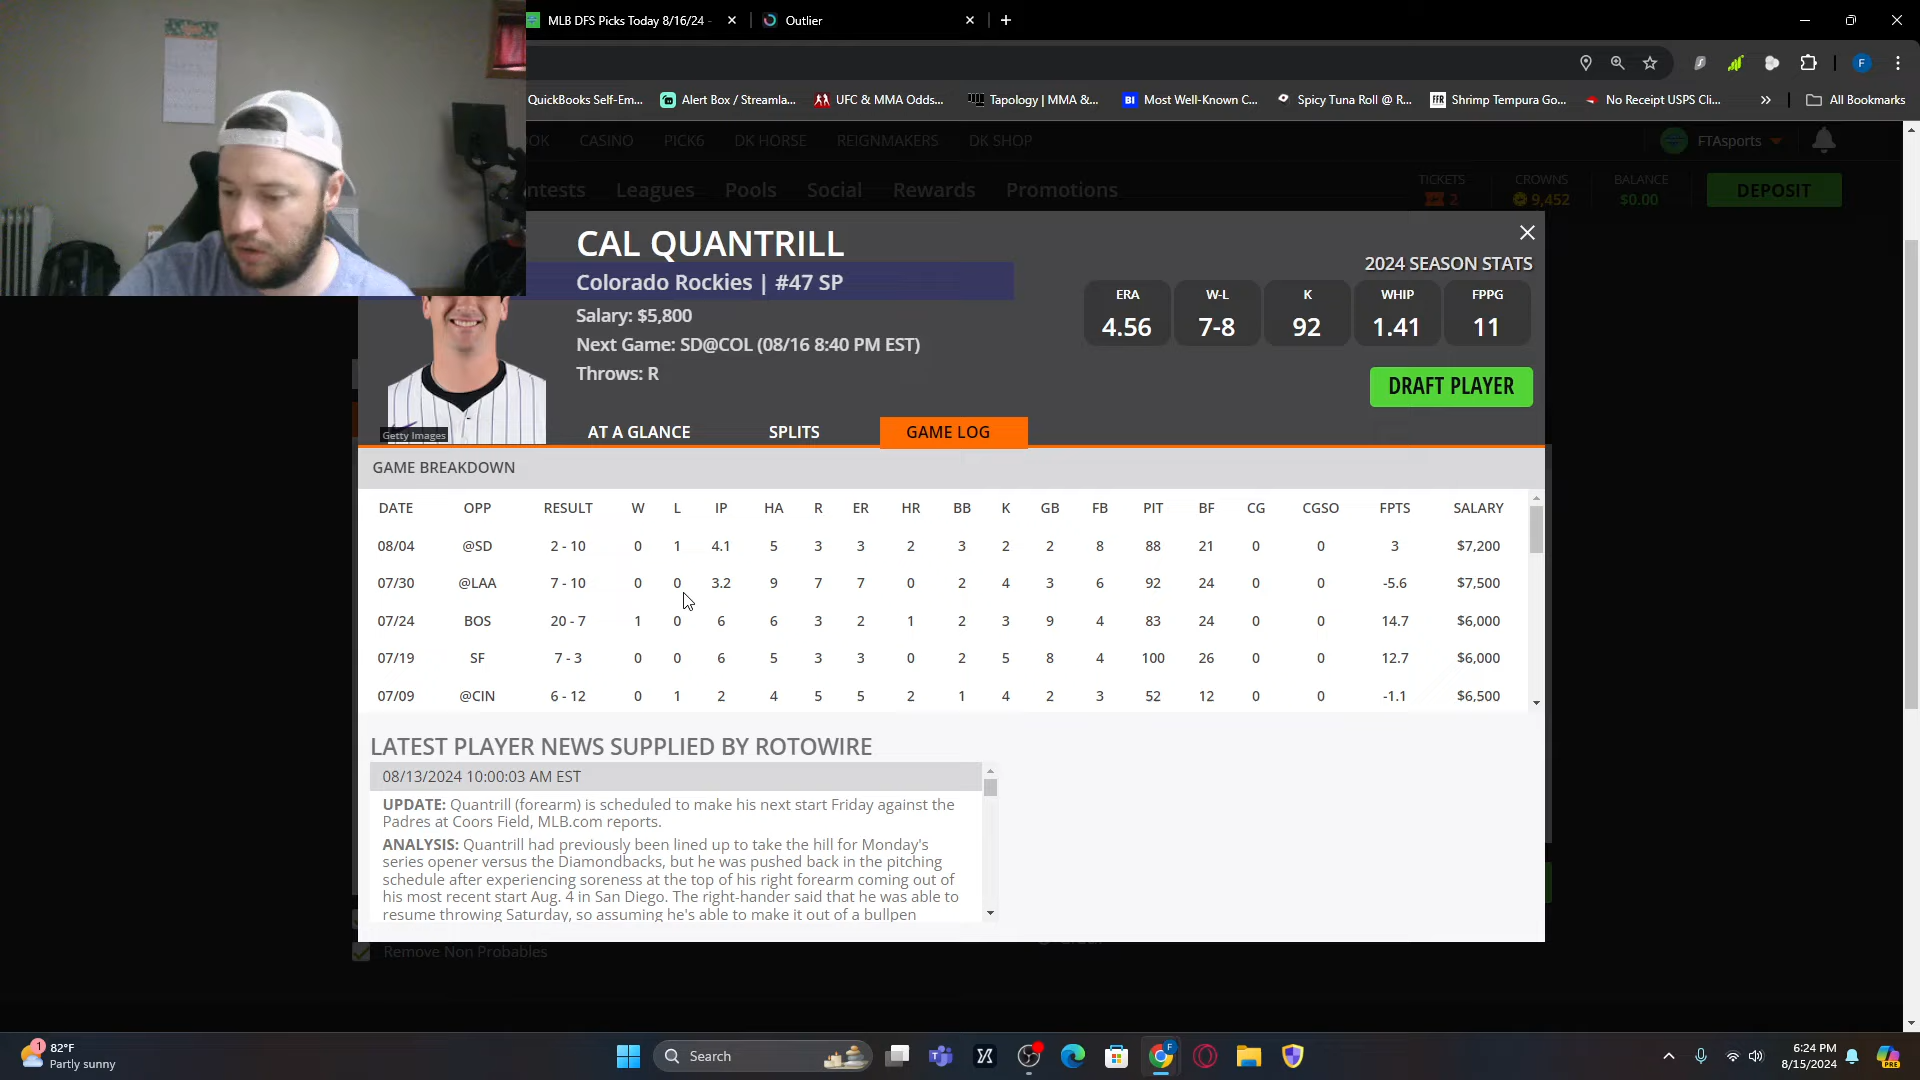 MLB DFS Picks Today 8/16/24 -
Outlier
QuickBooks Self-Em...
Alert Box / Streamla...
UFC & MMA Odds...
Tapology | MMA &...
BI
Most Well-Known C...
Spicy Tuna Roll @ R...
FFR
Shrimp Tempura Go...
No Receipt USPS Cli...
»
All Bookmarks
F
OK
CASINO
PICK6
DK HORSE
REIGNMAKERS
DK SHOP
FTAsports
ntests
Leagues
Pools
Social
Rewards
Promotions
TICKETS
2
CROWNS
9,452
BALANCE
$0.00
DEPOSIT
CAL QUANTRILL
Colorado Rockies | #47 SP
Salary: $5,800
Next Game: SD@COL (08/16 8:40 PM EST)
Throws: R
2024 SEASON STATS
ERA W-L K WHIP FPPG
4.56 7-8 92 1.41 11
DRAFT PLAYER
Getty Images
AT A GLANCE
SPLITS
GAME LOG
GAME BREAKDOWN
DATE OPP RESULT W L IP HA R ER HR BB K GB FB PIT BF CG CGSO FPTS SALARY
08/04 @SD 2 - 10 0 1 4.1 5 3 3 2 3 2 2 8 88 21 0 0 3 $7,200
07/30 @LAA 7 - 10 0 0 3.2 9 7 7 0 2 4 3 6 92 24 0 0 -5.6 $7,500
07/24 BOS 20 - 7 1 0 6 6 3 2 1 2 3 9 4 83 24 0 0 14.7 $6,000
07/19 SF 7 - 3 0 0 6 5 3 3 0 2 5 8 4 100 26 0 0 12.7 $6,000
07/09 @CIN 6 - 12 0 1 2 4 5 5 2 1 4 2 3 52 12 0 0 -1.1 $6,500
LATEST PLAYER NEWS SUPPLIED BY ROTOWIRE
08/13/2024 10:00:03 AM EST
UPDATE: Quantrill (forearm) is scheduled to make his next start Friday against the
Padres at Coors Field, MLB.com reports.
ANALYSIS: Quantrill had previously been lined up to take the hill for Monday's
series opener versus the Diamondbacks, but he was pushed back in the pitching
schedule after experiencing soreness at the top of his right forearm coming out of
his most recent start Aug. 4 in San Diego. The right-hander said that he was able to
resume throwing Saturday, so assuming he's able to make it out of a bullpen
Remove Non Probables
1
82°F
Partly sunny
Search
F
6:24 PM
8/15/2024
PRE